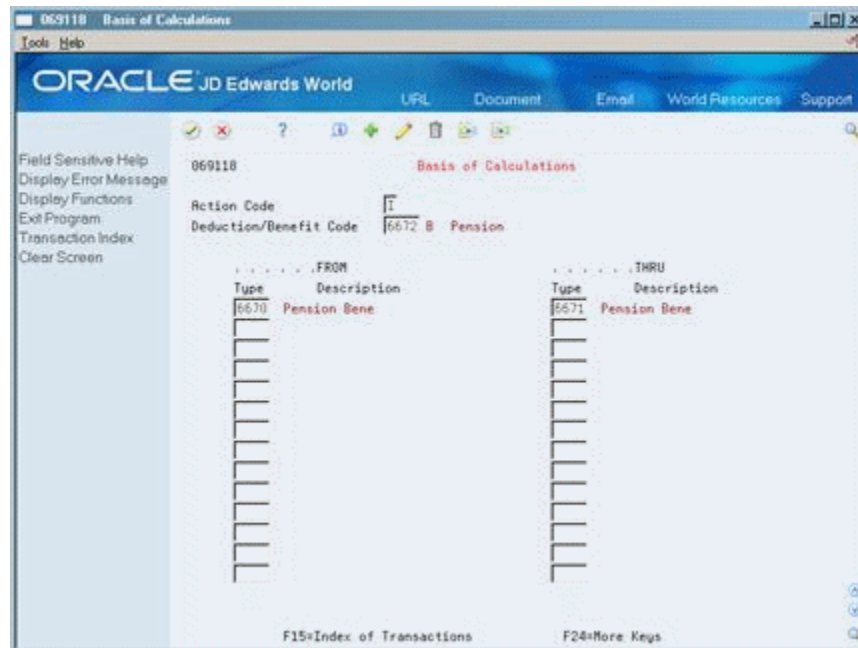 069118 Basis of Calculations
Tools Help
ORACLE JD Edwards World
URL Document Email World Resources Support
Field Sensitive Help
Display Error Message
Display Functions
Exit Program
Transaction Index
Clear Screen
069118 Basis of Calculations
Action Code I
Deduction/Benefit Code 6672 B Pension
. . . . . .FROM . . . . . .THRU
Type Description Type Description
6670 Pension Bene 6671 Pension Bene
F15=Index of Transactions F24=More Keys